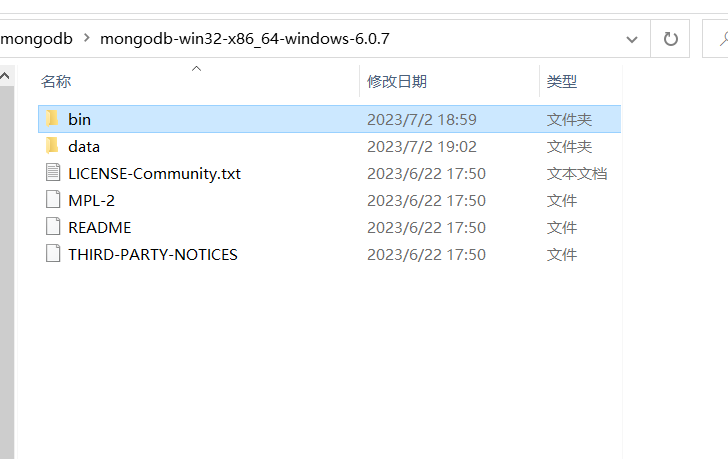 mongodb > mongodb-win32-x86_64-windows-6.0.7
名称 修改日期 类型
bin 2023/7/2 18:59 文件夹
data 2023/7/2 19:02 文件夹
LICENSE-Community.txt 2023/6/22 17:50 文本文档
MPL-2 2023/6/22 17:50 文件
README 2023/6/22 17:50 文件
THIRD-PARTY-NOTICES 2023/6/22 17:50 文件